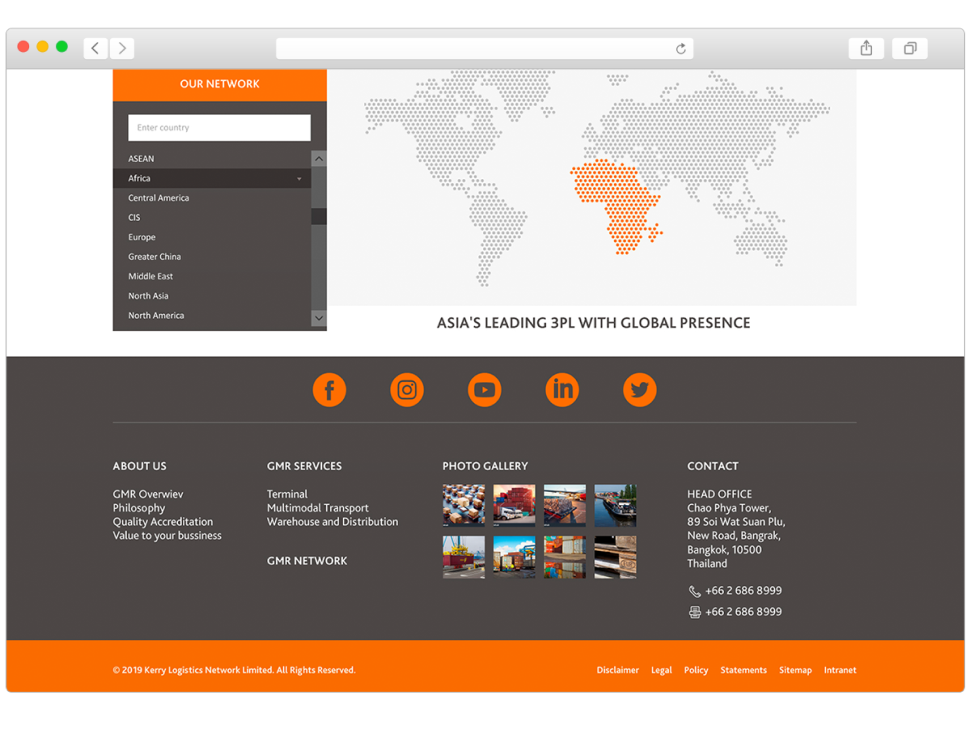 OUR NETWORK
Enter country
ASEAN
Africa
Central America
CIS
Europe
Greater China
Middle East
North Asia
North America
ASIA'S LEADING 3PL WITH GLOBAL PRESENCE
ABOUT US
GMR Overwiev
Philosophy
Quality Accreditation
Value to your bussiness
GMR SERVICES
Terminal
Multimodal Transport
Warehouse and Distribution
GMR NETWORK
PHOTO GALLERY
CONTACT
HEAD OFFICE
Chao Phya Tower,
89 Soi Wat Suan Plu,
New Road, Bangrak,
Bangkok, 10500
Thailand
+66 2 686 8999
+66 2 686 8999
© 2019 Kerry Logistics Network Limited. All Rights Reserved.
Disclaimer Legal Policy Statements Sitemap Intranet